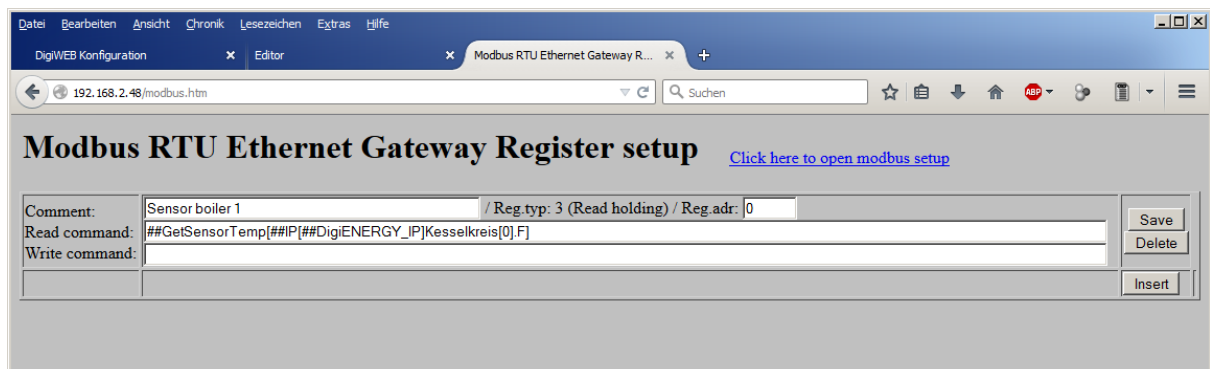 Datei Bearbeiten Ansicht Chronik Lesezeichen Extras Hilfe
DigiWEB Konfiguration Editor Modbus RTU Ethernet Gateway R...
192.168.2.48/modbus.htm Suchen ABP
Modbus RTU Ethernet Gateway Register setup Click here to open modbus setup
Comment: Sensor boiler 1 / Reg.typ: 3 (Read holding) / Reg.adr: 0
Save
Read command: ##GetSensorTemp[##IP[##DigiENERGY_IP]Kesselkreis[0].F]
Delete
Write command:
Insert